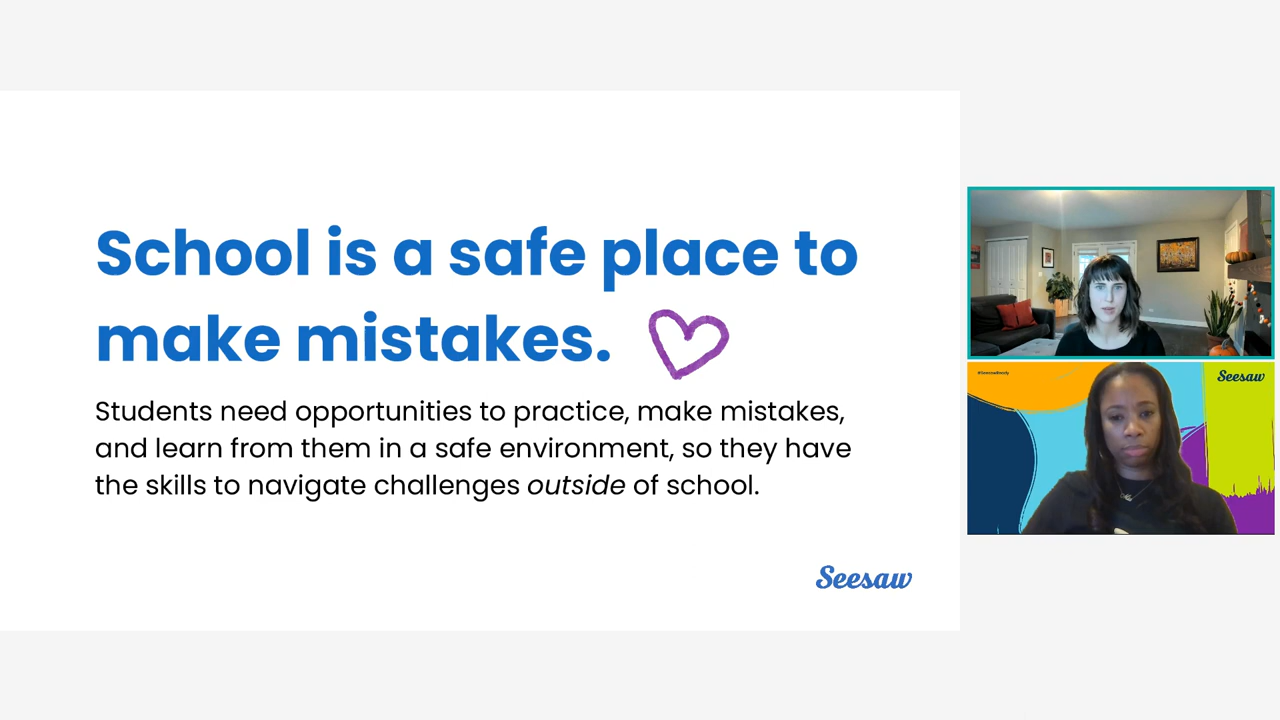 School is a safe place to
make mistakes.
Students need opportunities to practice, make mistakes,
and learn from them in a safe environment, so they have
the skills to navigate challenges outside of school.
Seesaw
Seesaw